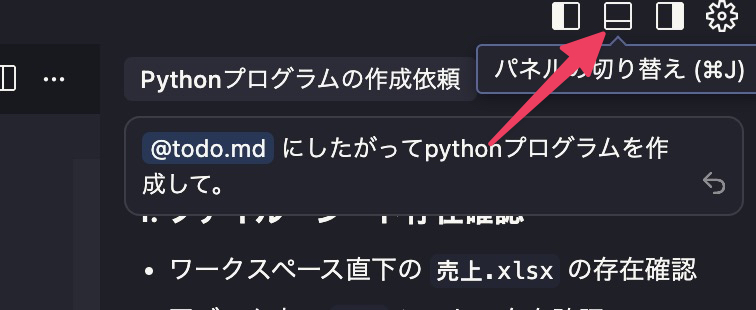 パネルの切り替え (⌘J)
Pythonプログラムの作成依頼
@todo.md にしたがってpythonプログラムを作
成して。
ワークスペース直下の 売上.xlsx の存在確認